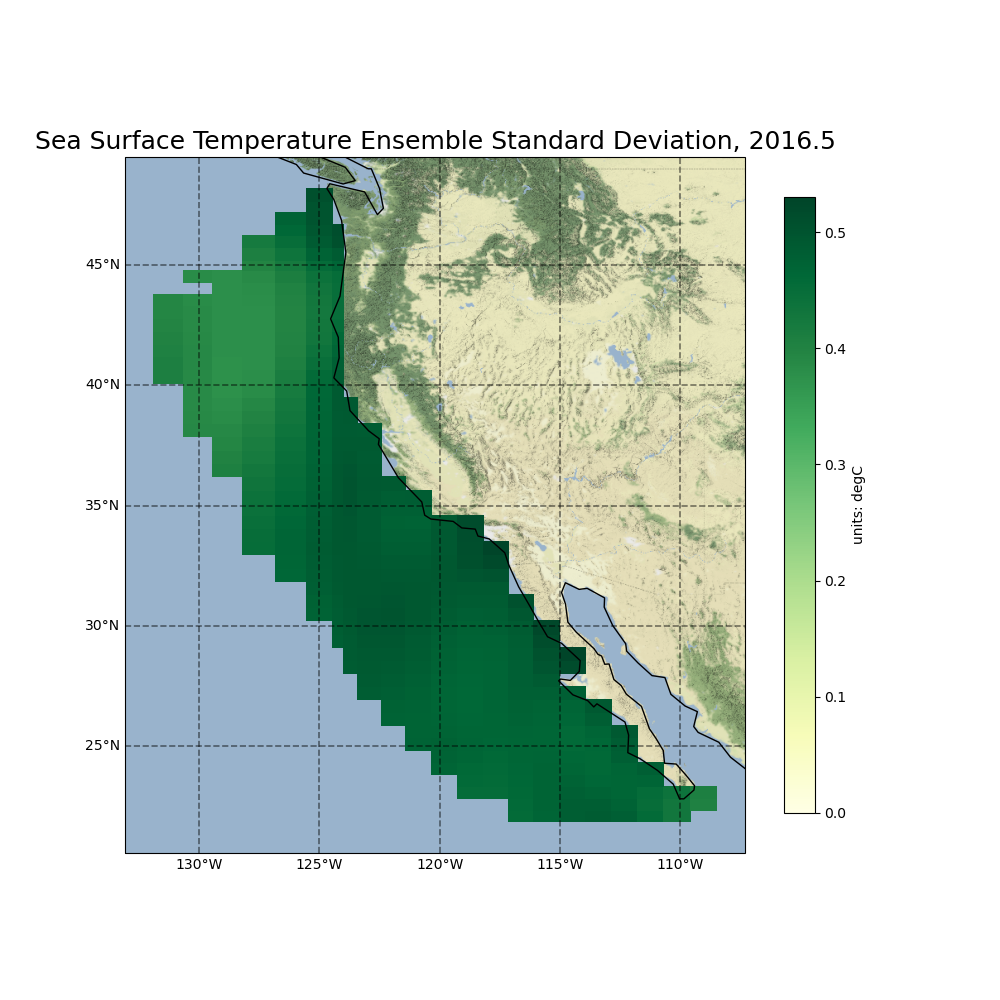 Sea Surface Temperature Ensemble Standard Deviation, 2016.5
45°N
40°N
35°N
30°N
25°N
130°W 125°W 120°W 115°W 110°W
0.5
0.4
0.3
0.2
0.1
0.0
units: degC